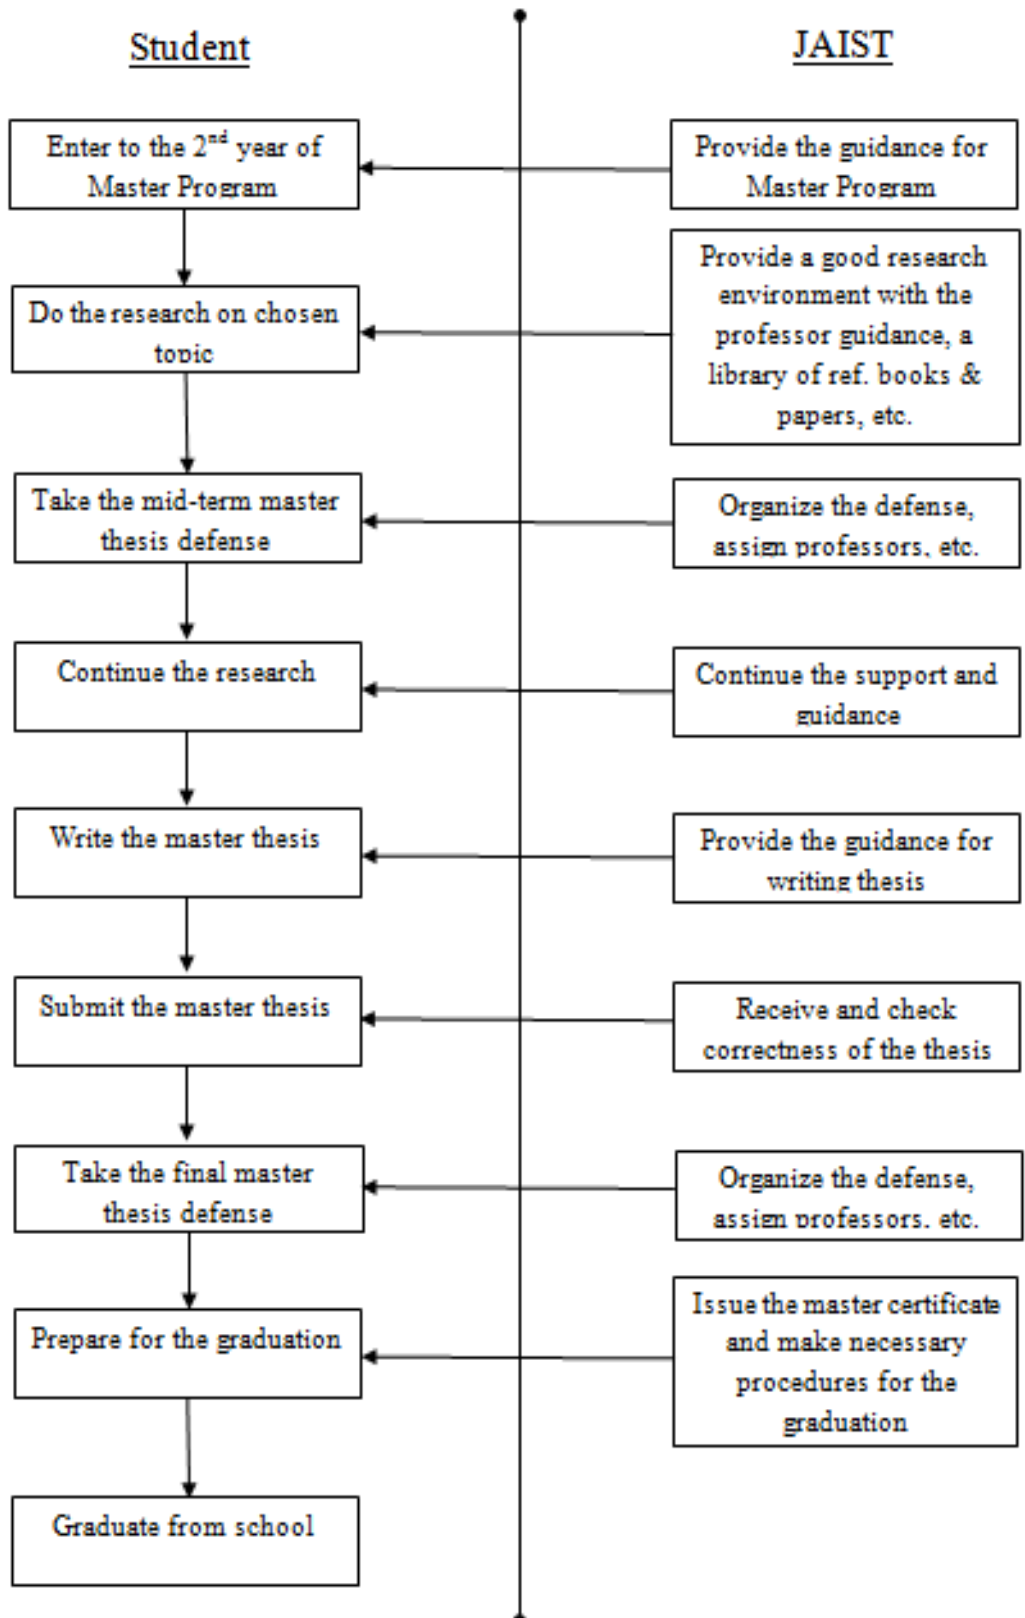 Student
JAIST
Enter to the 2nd year of
Master Program
Provide the guidance for
Master Program
Do the research on chosen
topic
Provide a good research
environment with the
professor guidance, a
library of ref. books &
papers, etc.
Take the mid-term master
thesis defense
Organize the defense,
assign professors, etc.
Continue the research
Continue the support and
guidance
Write the master thesis
Provide the guidance for
writing thesis
Submit the master thesis
Receive and check
correctness of the thesis
Take the final master
thesis defense
Organize the defense,
assign professors, etc.
Prepare for the graduation
Issue the master certificate
and make necessary
procedures for the
graduation
Graduate from school